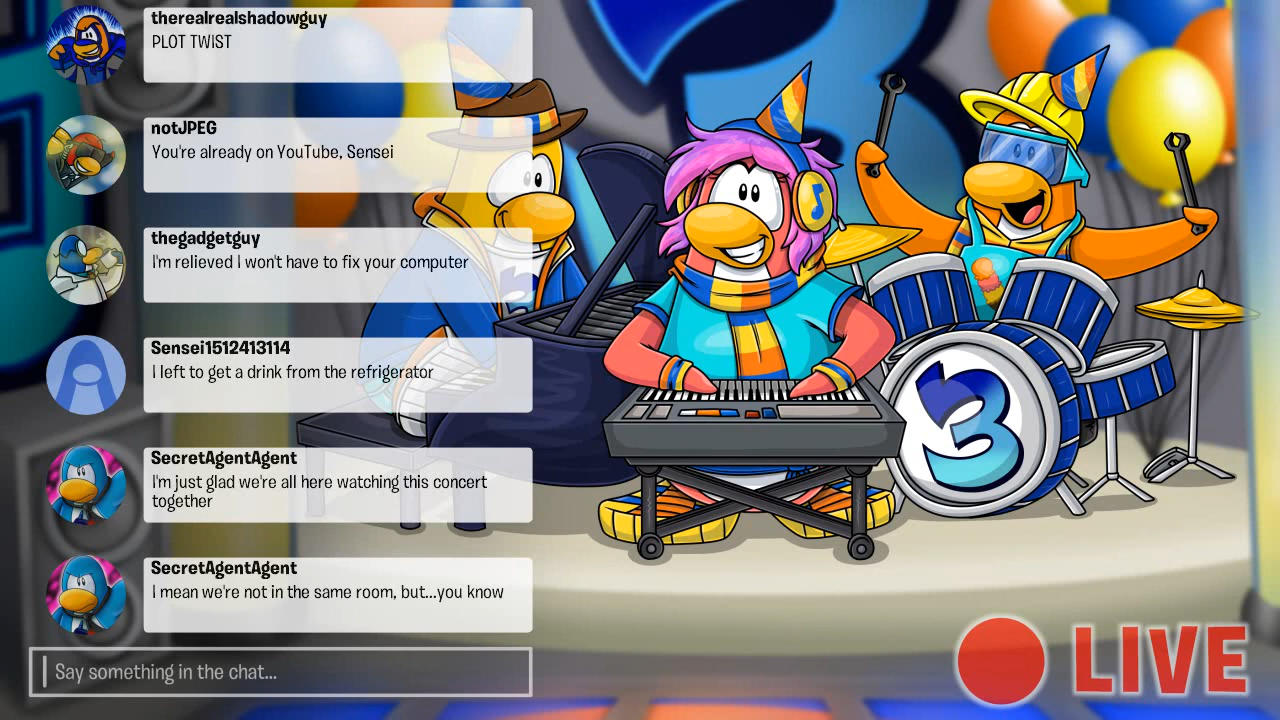 therealrealshadowguy
PLOT TWIST
notJPEG
You're already on YouTube, Sensei
thegadgetguy
I'm relieved I won't have to fix your computer
Sensei1512413114
I left to get a drink from the refrigerator
SecretAgentAgent
I'm just glad we're all here watching this concert
together
SecretAgentAgent
I mean we're not in the same room, but...you know
Say something in the chat...
3
3
LIVE